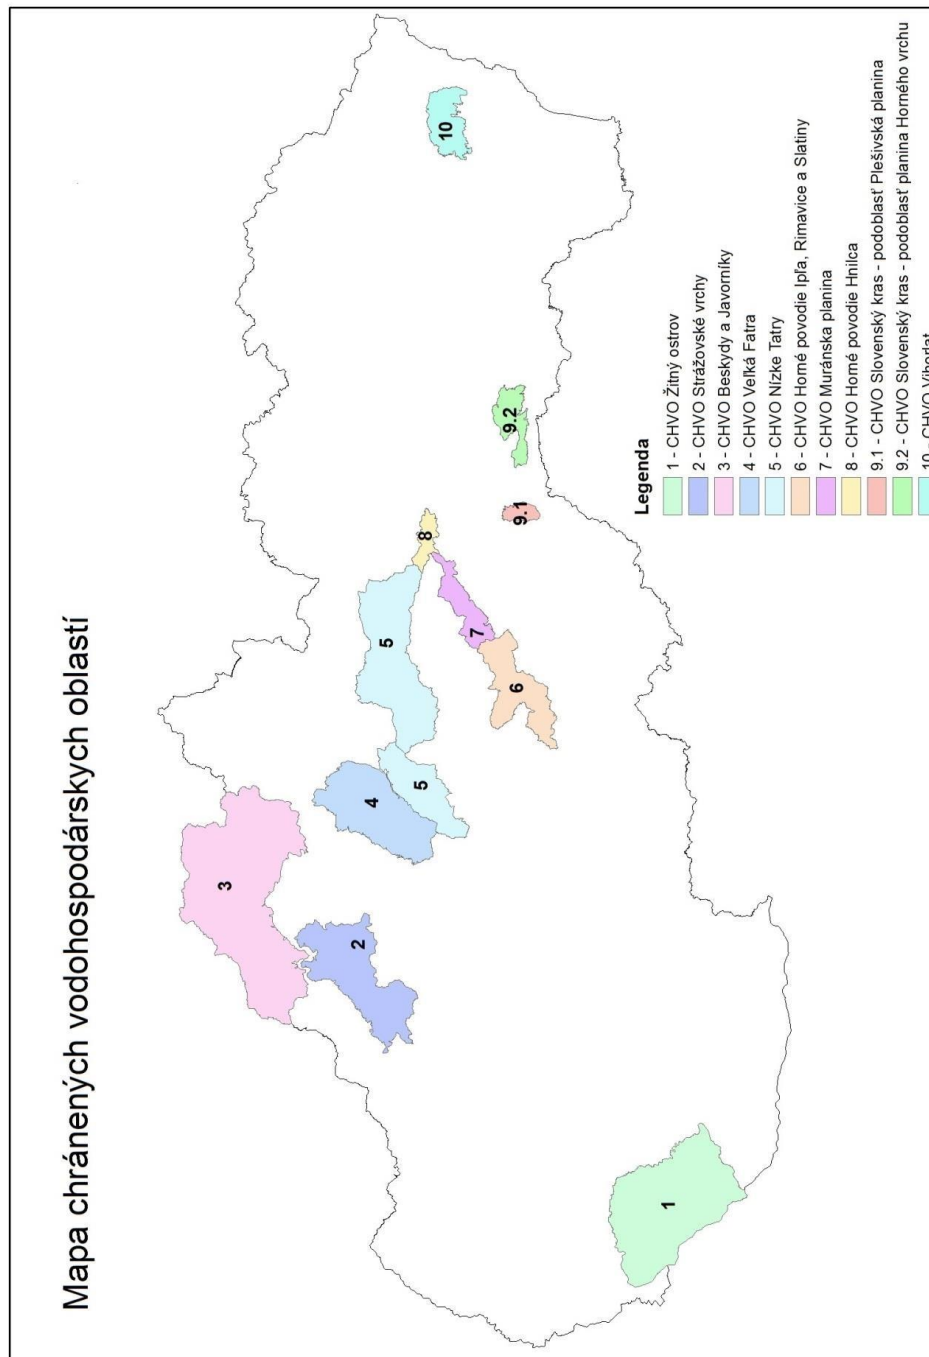 Mapa chránených vodohospodárskych oblastí
3
2
4
5
5
8
10
7
6
9.1
9.2
1
Legenda
1 - CHVO Žitný ostrov
2 - CHVO Strážovské vrchy
3 - CHVO Beskydy a Javorníky
4 - CHVO Veľká Fatra
5 - CHVO Nízke Tatry
6 - CHVO Horné povodie Ipľa, Rimavice a Slatiny
7 - CHVO Muránska planina
8 - CHVO Horné povodie Hnilca
9.1 - CHVO Slovenský kras - podoblasť Plešivská planina
9.2 - CHVO Slovenský kras - podoblasť planina Horného vrchu
10 - CHVO Vihorlat